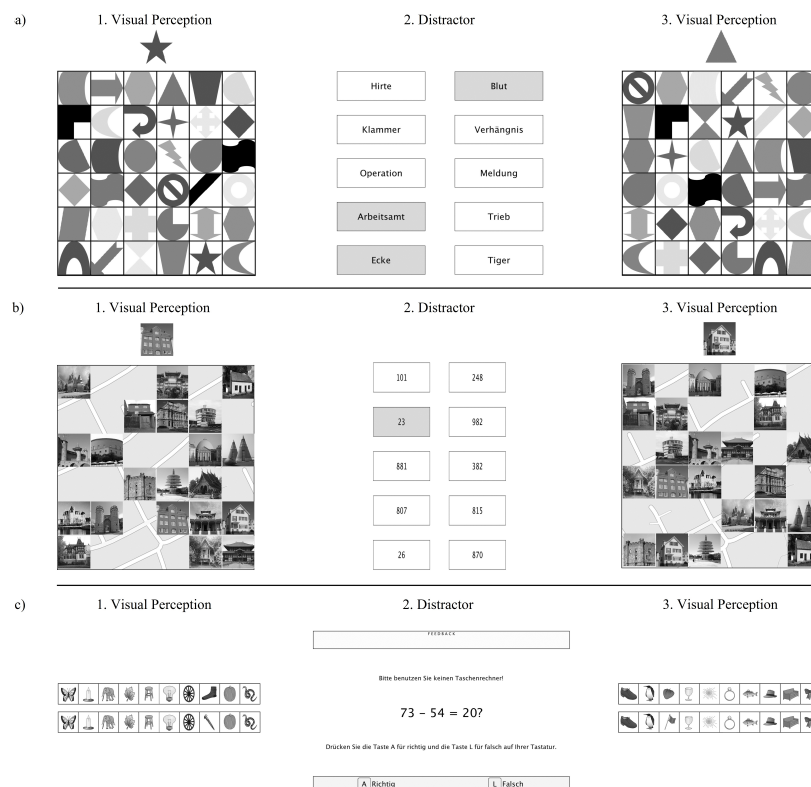 a)
1. Visual Perception
2. Distractor
3. Visual Perception
Hirte
Blut
Klammer
Verhängnis
Operation
Meldung
Arbeitsamt
Trieb
Ecke
Tiger
b)
1. Visual Perception
2. Distractor
3. Visual Perception
101
248
23
982
881
382
807
815
26
870
c)
1. Visual Perception
2. Distractor
3. Visual Perception
FEEDBACK
Bitte benutzen Sie keinen Taschenrechner!
73 - 54 = 20?
Drücken Sie die Taste A für richtig und die Taste L für falsch auf Ihrer Tastatur.
A Richtig
L Falsch